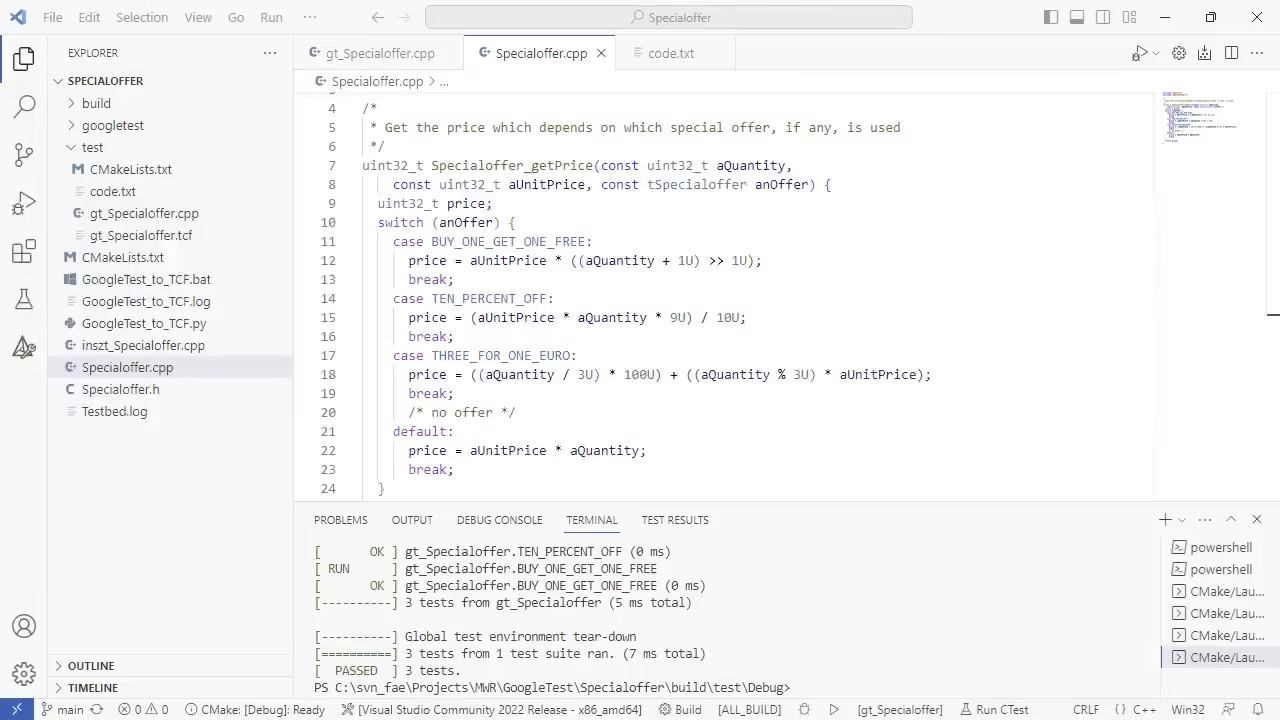 File Edit Selection View Go Run ··· Specialoffer
EXPLORER ···
SPECIALOFFER
build
googletest
test
CMakeLists.txt
code.txt
gt_Specialoffer.cpp
gt_Specialoffer.tcf
CMakeLists.txt
GoogleTest_to_TCF.bat
GoogleTest_to_TCF.log
GoogleTest_to_TCF.py
inszt_Specialoffer.cpp
Specialoffer.cpp
Specialoffer.h
Testbed.log
OUTLINE
TIMELINE
gt_Specialoffer.cpp Specialoffer.cpp code.txt
Specialoffer.cpp > ...
4 /*
5 * Get the price which depends on which special offer, if any, is used
6 */
7 uint32_t Specialoffer_getPrice(const uint32_t aQuantity,
8 const uint32_t aUnitPrice, const tSpecialoffer anOffer) {
9 uint32_t price;
10 switch (anOffer) {
11 case BUY_ONE_GET_ONE_FREE:
12 price = aUnitPrice * ((aQuantity + 1U) >> 1U);
13 break;
14 case TEN_PERCENT_OFF:
15 price = (aUnitPrice * aQuantity * 9U) / 10U;
16 break;
17 case THREE_FOR_ONE_EURO:
18 price = ((aQuantity / 3U) * 100U) + ((aQuantity % 3U) * aUnitPrice);
19 break;
20 /* no offer */
21 default:
22 price = aUnitPrice * aQuantity;
23 break;
24 }
PROBLEMS OUTPUT DEBUG CONSOLE TERMINAL TEST RESULTS
[ OK ] gt_Specialoffer.TEN_PERCENT_OFF (0 ms)
[ RUN ] gt_Specialoffer.BUY_ONE_GET_ONE_FREE
[ OK ] gt_Specialoffer.BUY_ONE_GET_ONE_FREE (0 ms)
[----------] 3 tests from gt_Specialoffer (5 ms total)
[----------] Global test environment tear-down
[==========] 3 tests from 1 test suite ran. (7 ms total)
[ PASSED ] 3 tests.
PS C:\svn_fae\Projects\MWR\GoogleTest\Specialoffer\build\test\Debug>
powershell
powershell
CMake/Lau...
CMake/Lau...
CMake/Lau...
CMake/Lau...
main 0 0 CMake: [Debug]: Ready [Visual Studio Community 2022 Release - x86_amd64] Build [ALL_BUILD] [gt_Specialoffer] Run CTest CRLF {} C++ Win32